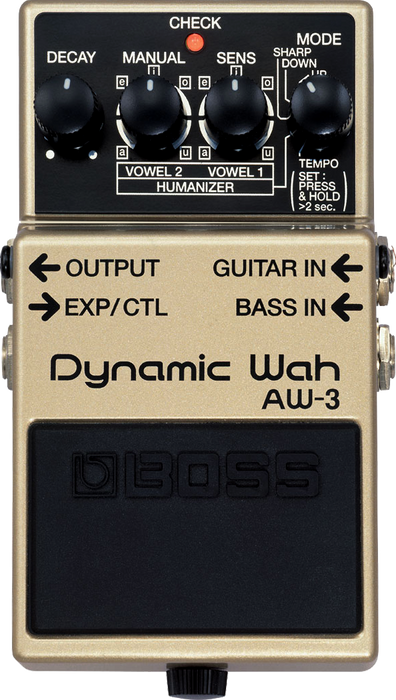 CHECK
DECAY
MANUAL
SENS
MODE
SHARP
DOWN
UP
e i o
e i o
a u
a u
VOWEL 2
VOWEL 1
HUMANIZER
TEMPO
SET :
PRESS
& HOLD
>2 sec.
← OUTPUT
GUITAR IN ←
→ EXP/CTL
BASS IN ←
Dynamic Wah
AW-3
BOSS